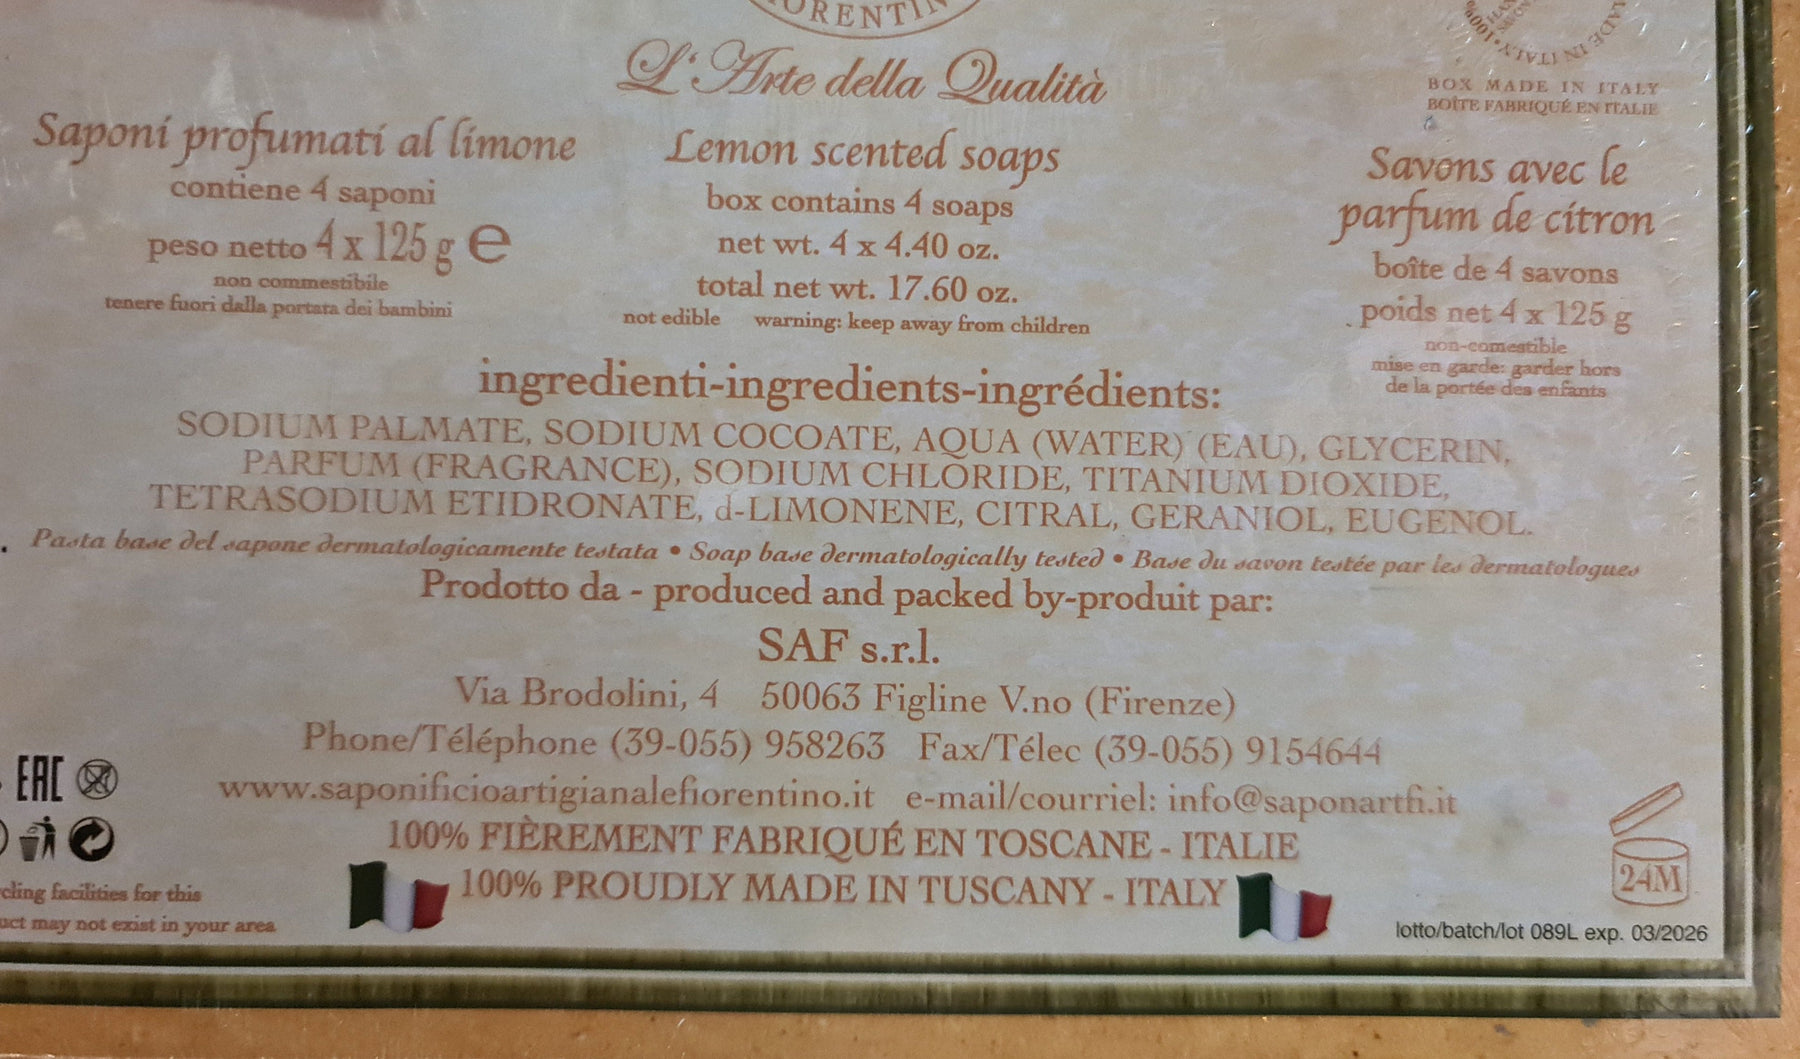 FIORENTINO
L'Arte della Qualità
100%
MADE IN ITALY
BOX MADE IN ITALY
BOÎTE FABRIQUÉ EN ITALIE
Saponi profumati al limone
contiene 4 saponi
peso netto 4 x 125 g e
non commestibile
tenere fuori dalla portata dei bambini
Lemon scented soaps
box contains 4 soaps
net wt. 4 x 4.40 oz.
total net wt. 17.60 oz.
not edible warning: keep away from children
Savons avec le
parfum de citron
boîte de 4 savons
poids net 4 x 125 g
non-comestible
mise en garde: garder hors
de la portée des enfants
ingredienti-ingredients-ingrédients:
SODIUM PALMATE, SODIUM COCOATE, AQUA (WATER) (EAU), GLYCERIN,
PARFUM (FRAGRANCE), SODIUM CHLORIDE, TITANIUM DIOXIDE,
TETRASODIUM ETIDRONATE, d-LIMONENE, CITRAL, GERANIOL, EUGENOL.
Pasta base del sapone dermatologicamente testata • Soap base dermatologically tested • Base du savon testée par les dermatologues
Prodotto da - produced and packed by-produit par:
SAF s.r.l.
Via Brodolini, 4 50063 Figline V.no (Firenze)
Phone/Téléphone (39-055) 958263 Fax/Télec (39-055) 9154644
www.saponificioartigianalefiorentino.it e-mail/courriel: info@saponartfi.it
100% FIÈREMENT FABRIQUÉ EN TOSCANE - ITALIE
100% PROUDLY MADE IN TUSCANY - ITALY
EAC
cling facilities for this
uct may not exist in your area
24M
lotto/batch/lot 089L exp. 03/2026